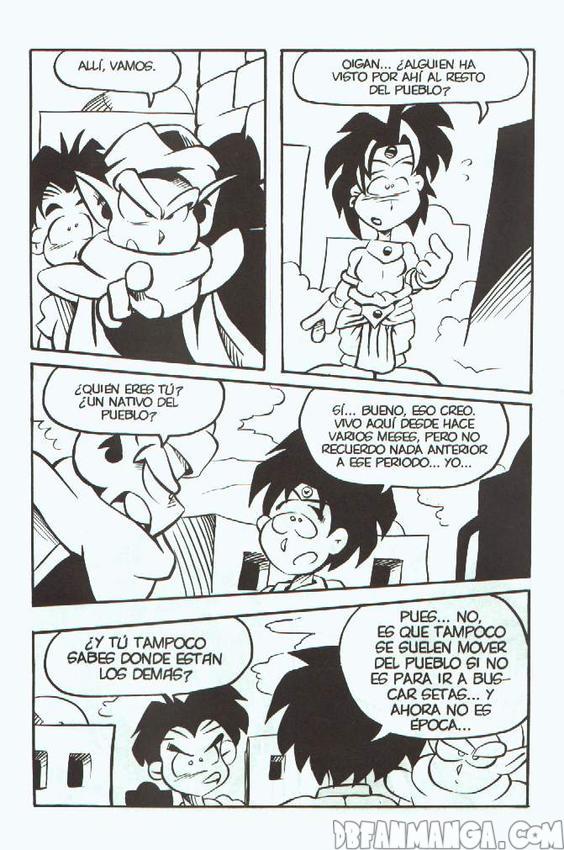 ALLÍ, VAMOS.
OIGAN... ¿ALGUIEN HA
VISTO POR AHÍ AL RESTO
DEL PUEBLO?
¿QUIÉN ERES TÚ?
¿UN NATIVO DEL
PUEBLO?
SÍ... BUENO, ESO CREO.
VIVO AQUÍ DESDE HACE
VARIOS MESES, PERO NO
RECUERDO NADA ANTERIOR
A ESE PERIODO... YO...
¿Y TÚ TAMPOCO
SABES DONDE ESTÁN
LOS DEMÁS?
PUES... NO,
ES QUE TAMPOCO
SE SUELEN MOVER
DEL PUEBLO SI NO
ES PARA IR A BUS-
CAR SETAS... Y
AHORA NO ES
ÉPOCA...
DBFANMANGA.COM